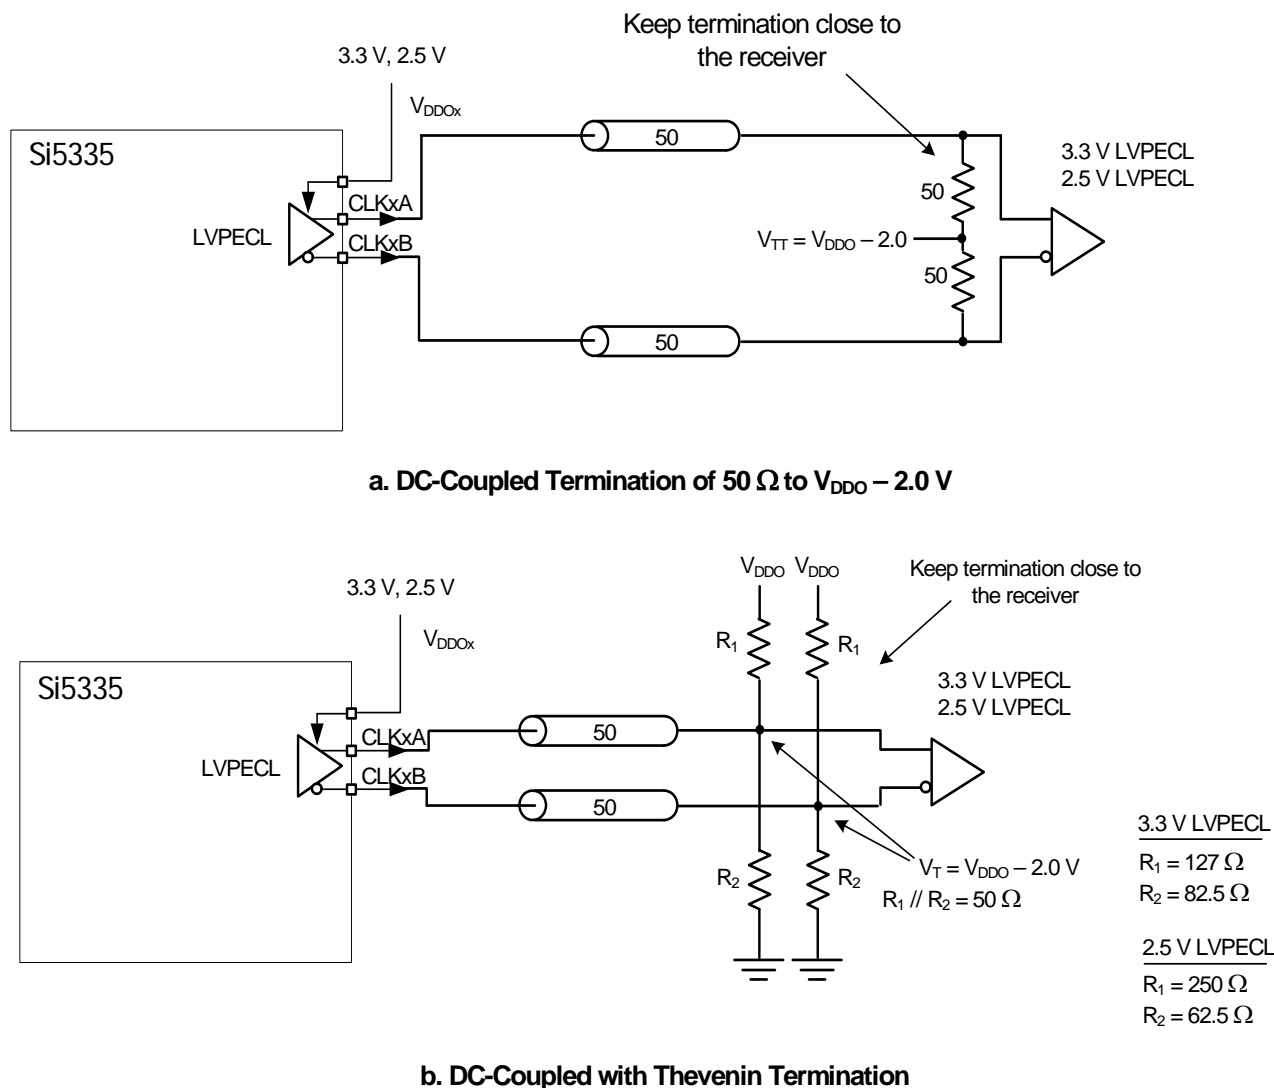 Keep termination close to
the receiver
3.3 V, 2.5 V
VDDOx
Si5335
50
3.3 V LVPECL
2.5 V LVPECL
CLKxA
50
LVPECL
CLKxB
VTT = VDDO – 2.0
50
50
a. DC-Coupled Termination of 50 Ω to VDDO – 2.0 V
VDDO VDDO
Keep termination close to
the receiver
3.3 V, 2.5 V
VDDOx
R1
R1
Si5335
3.3 V LVPECL
2.5 V LVPECL
CLKxA
50
LVPECL
CLKxB
50
3.3 V LVPECL
R1 = 127 Ω
R2 = 82.5 Ω
R2
R2
VT = VDDO – 2.0 V
R1 // R2 = 50 Ω
2.5 V LVPECL
R1 = 250 Ω
R2 = 62.5 Ω
b. DC-Coupled with Thevenin Termination